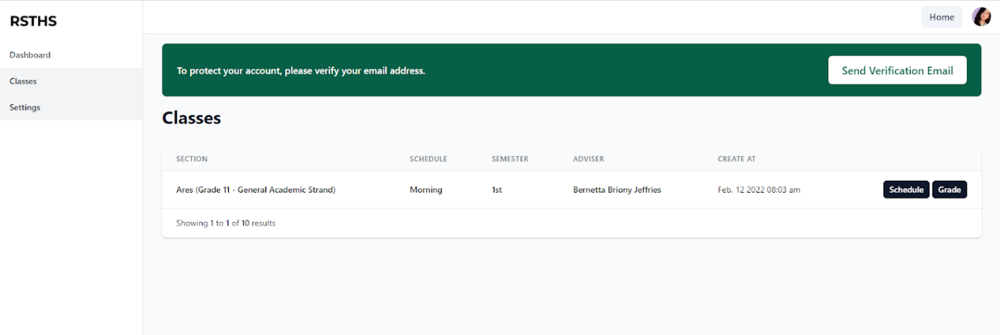 RSTHS
Home
Dashboard
Classes
Settings
To protect your account, please verify your email address.
Send Verification Email
Classes
SECTION SCHEDULE SEMESTER ADVISER CREATE AT
Ares (Grade 11 - General Academic Strand) Morning 1st Bernetta Briony Jeffries Feb, 12 2022 08:03 am Schedule Grade
Showing 1 to 1 of 10 results